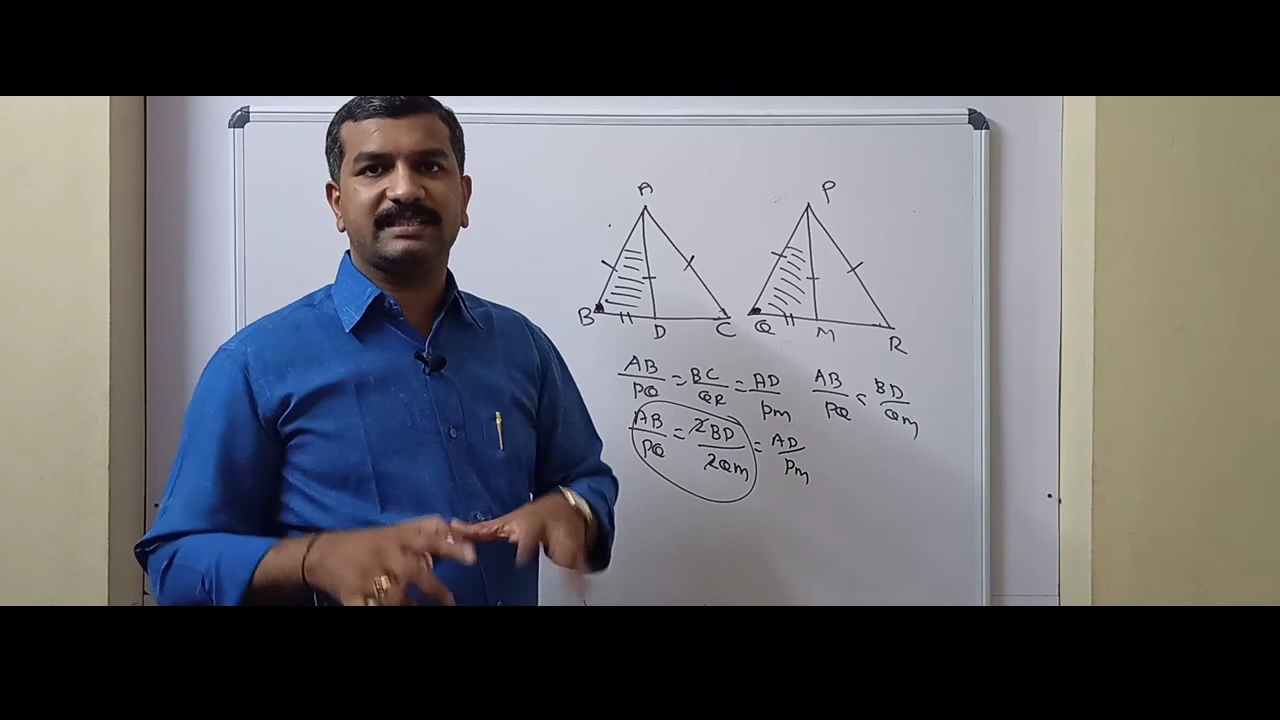 A P
B D C Q M R
AB/PQ = BC/QR = AD/PM AB/PQ = BD/QM
AB/PQ = 2BD/2QM = AD/PM